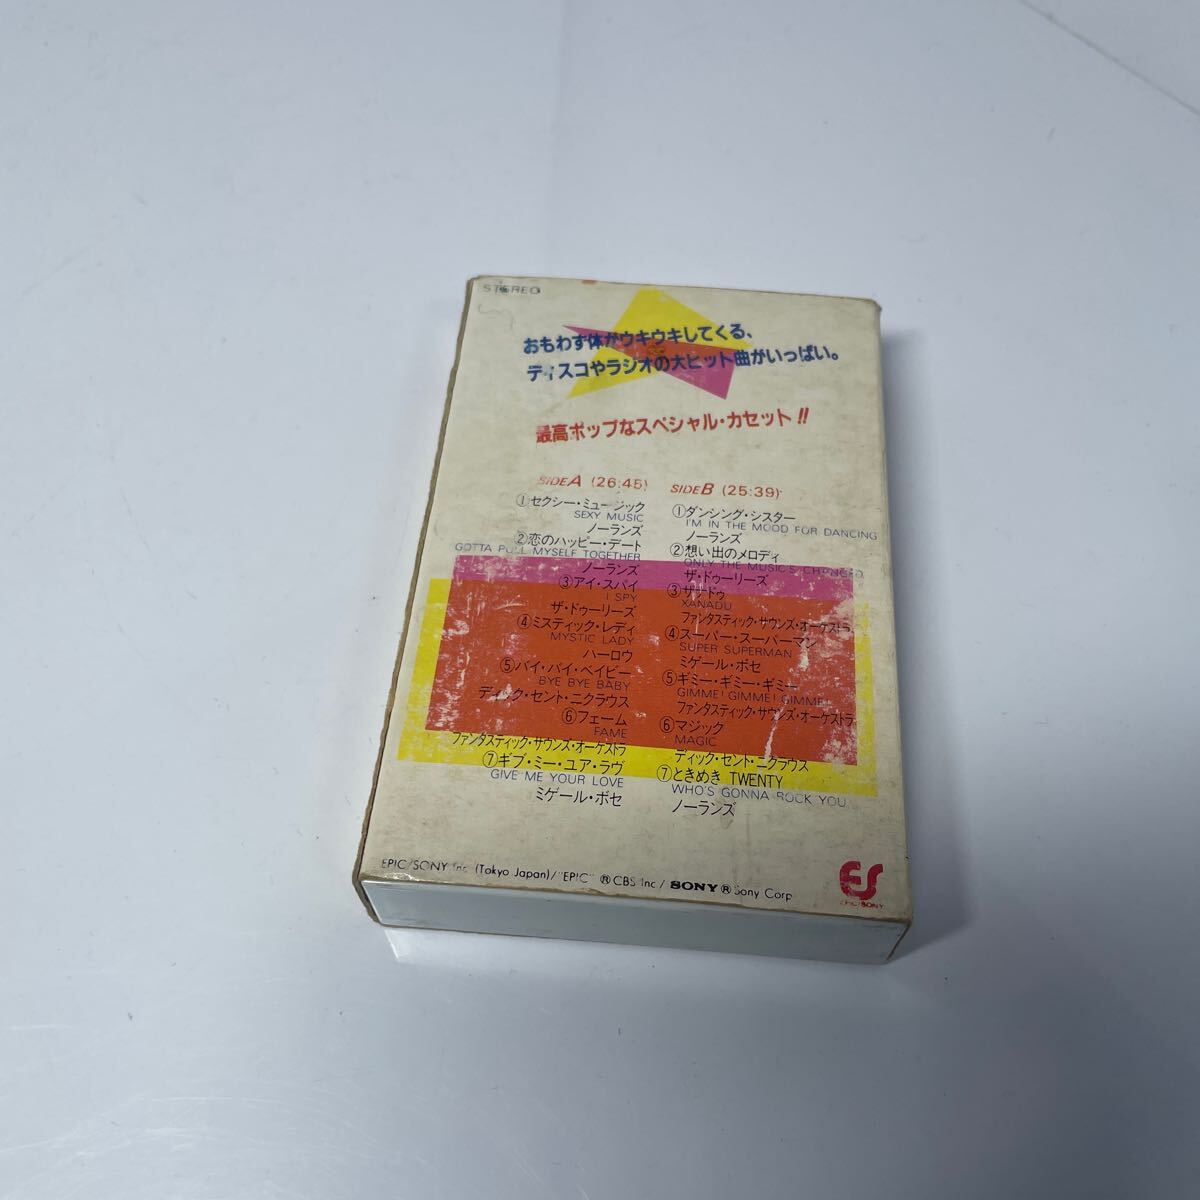 STEREO
おもわず体がウキウキしてくる、
ディスコやラジオの大ヒット曲がいっぱい。
最高ポップなスペシャル・カセット!!
SIDE A (26:45)
①セクシー・ミュージック
SEXY MUSIC
ノーランズ
②恋のハッピー・デート
GOTTA PULL MYSELF TOGETHER
ノーランズ
③アイ・スパイ
I SPY
ザ・ドゥーリーズ
④ミスティック・レディ
MYSTIC LADY
ハーロウ
⑤バイ・バイ・ベイビー
BYE BYE BABY
ディック・セント・ニクラウス
⑥フェーム
FAME
ファンタスティック・サウンズ・オーケストラ
⑦ギブ・ミー・ユア・ラヴ
GIVE ME YOUR LOVE
ミゲール・ボセ
SIDE B (25:39)
①ダンシング・シスター
I'M IN THE MOOD FOR DANCING
ノーランズ
②想い出のメロディ
ONLY THE MUSIC'S CHANGED
ザ・ドゥーリーズ
③ザナドゥ
XANADU
ファンタスティック・サウンズ・オーケストラ
④スーパー・スーパーマン
SUPER SUPERMAN
ミゲール・ボセ
⑤ギミー・ギミー・ギミー
GIMME! GIMME! GIMME!
ファンタスティック・サウンズ・オーケストラ
⑥マジック
MAGIC
ディック・セント・ニクラウス
⑦ときめき TWENTY
WHO'S GONNA ROCK YOU
ノーランズ
EPIC/SONY Inc. (Tokyo Japan)/"EPIC" ® CBS Inc / SONY ® Sony Corp
ES
EPIC/SONY